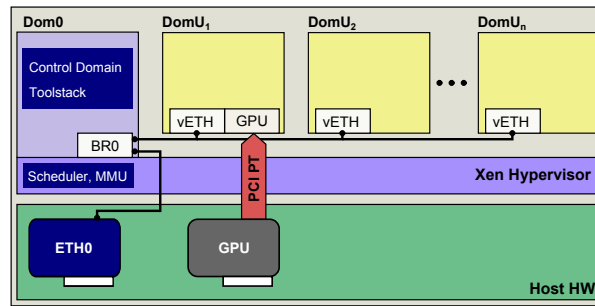 Dom0
DomU1
DomU2
DomUn
Control Domain
Toolstack
vETH
GPU
vETH
vETH
BR0
Scheduler, MMU
PCI PT
Xen Hypervisor
ETH0
GPU
Host HW